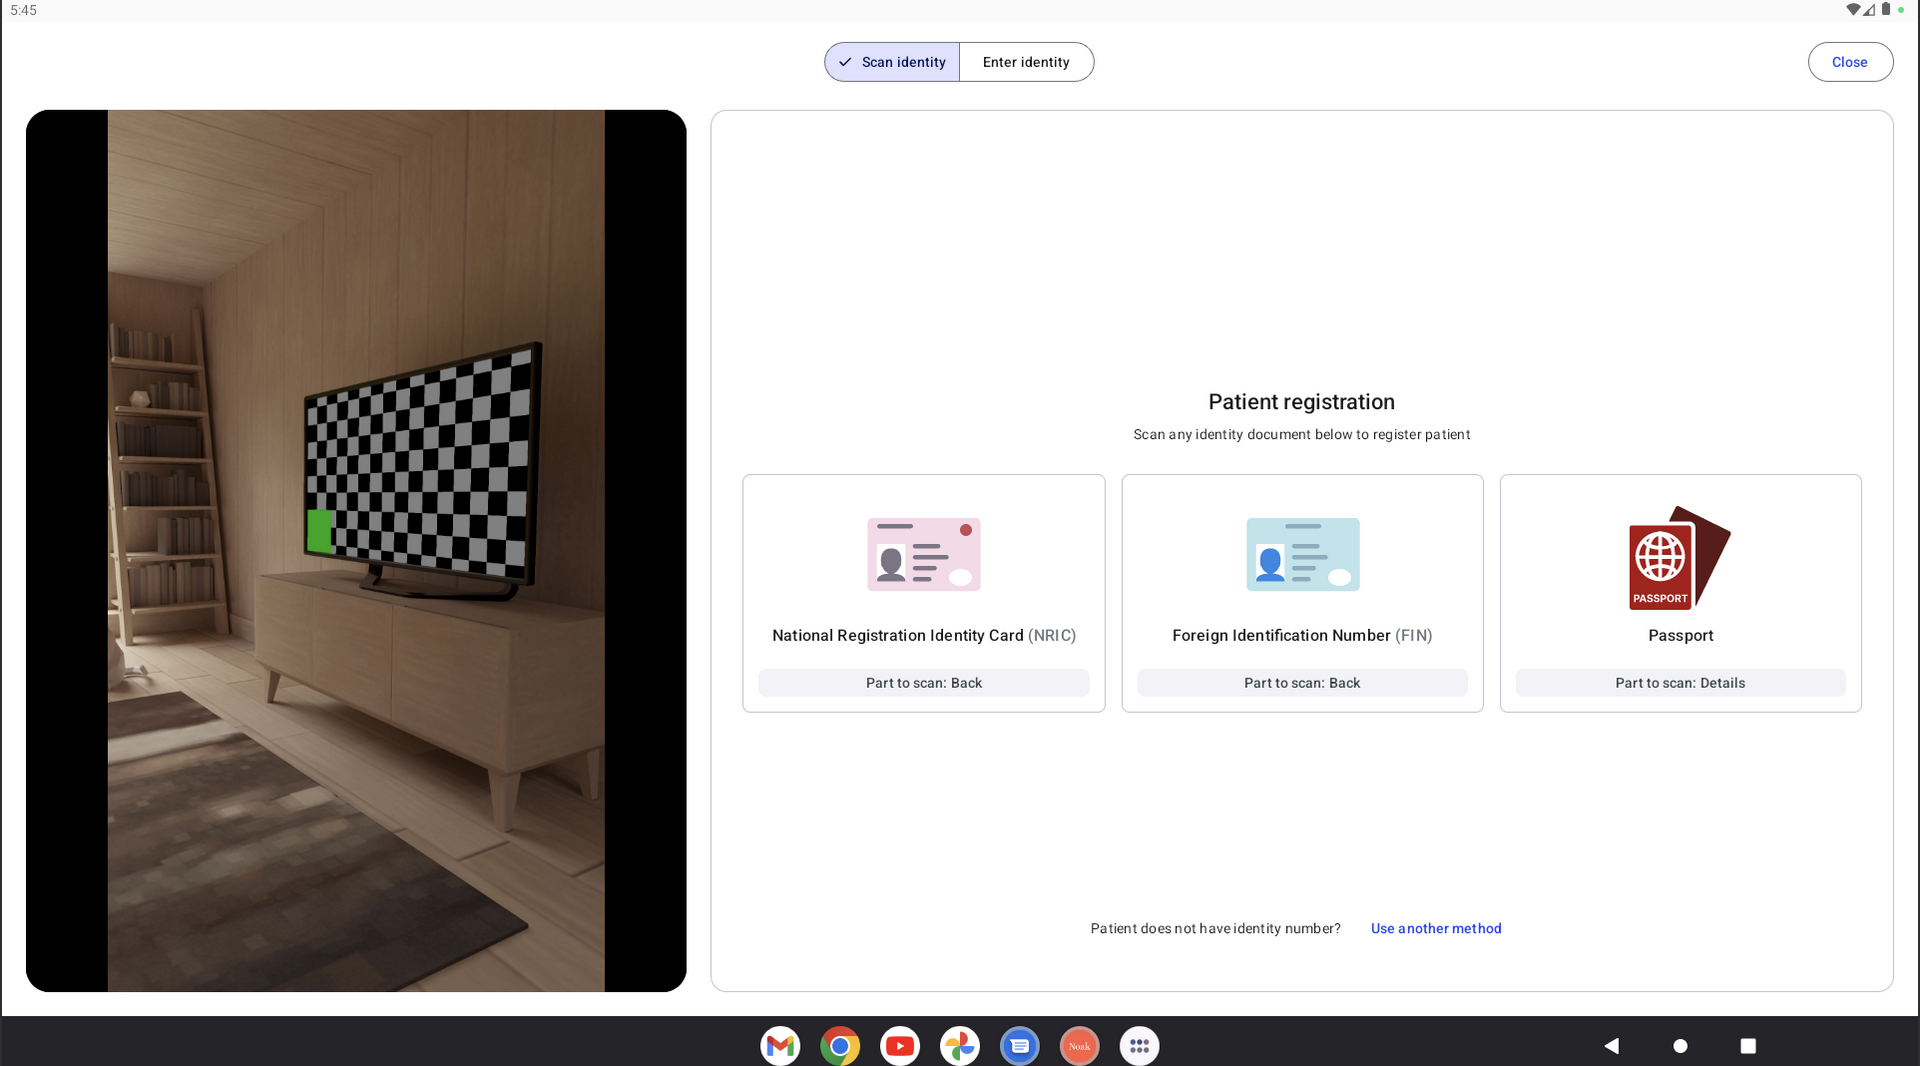 5:45
Scan identity
Enter identity
Close
Patient registration
Scan any identity document below to register patient
PASSPORT
National Registration Identity Card (NRIC)
Foreign Identification Number (FIN)
Passport
Part to scan: Back
Part to scan: Back
Part to scan: Details
Patient does not have identity number?
Use another method
Noak